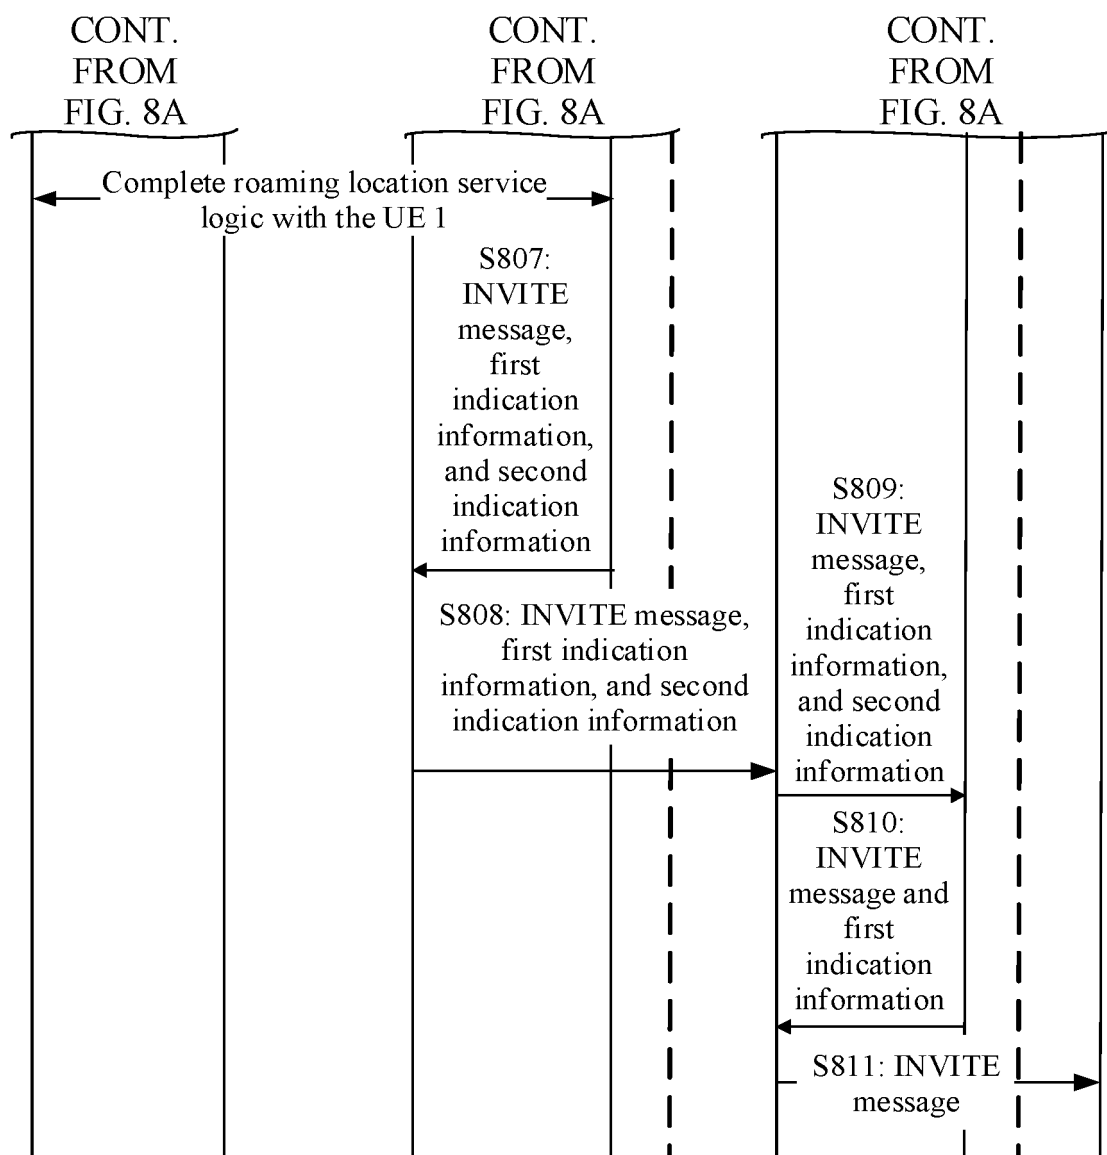 CONT.
FROM
FIG. 8A
CONT.
FROM
FIG. 8A
CONT.
FROM
FIG. 8A
Complete roaming location service
logic with the UE 1
S807:
INVITE
message,
first
indication
information,
and second
indication
information
S808: INVITE message,
first indication
information, and second
indication information
S809:
INVITE
message,
first
indication
information,
and second
indication
information
S810:
INVITE
message and
first
indication
information
S811: INVITE
message